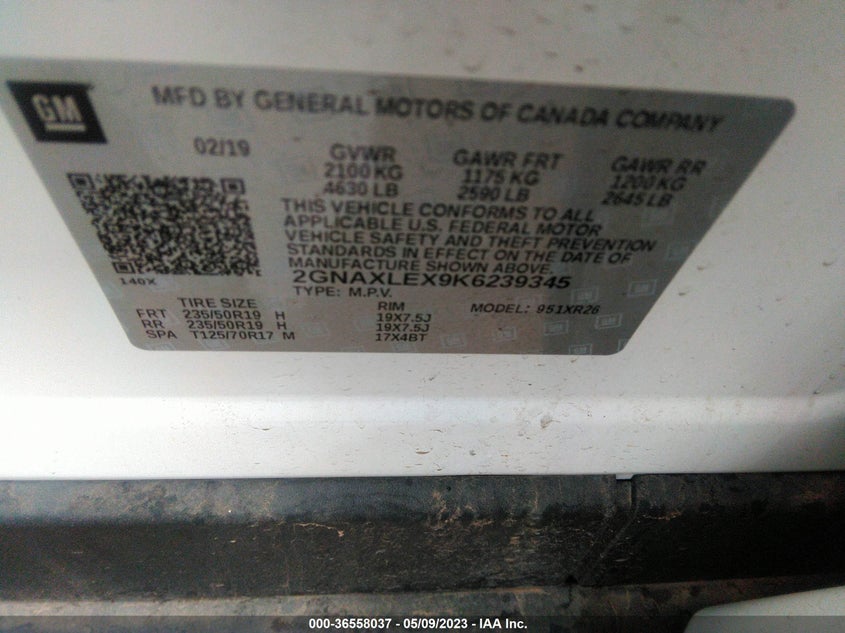 GM
MFD BY GENERAL MOTORS OF CANADA COMPANY
02/19 GVWR GAWR FRT GAWR RR
2100 KG 1175 KG 1200 KG
4630 LB 2590 LB 2645 LB
THIS VEHICLE CONFORMS TO ALL
APPLICABLE U.S. FEDERAL MOTOR
VEHICLE SAFETY AND THEFT PREVENTION
STANDARDS IN EFFECT ON THE DATE OF
MANUFACTURE SHOWN ABOVE.
140X
2GNAXLEX9K6239345
TYPE: M.P.V. MODEL: 951XR26
TIRE SIZE RIM
FRT 235/50R19 H 19X7.5J
RR 235/50R19 H 19X7.5J
SPA T125/70R17 M 17X4BT
000-36558037 - 05/09/2023 - IAA Inc.